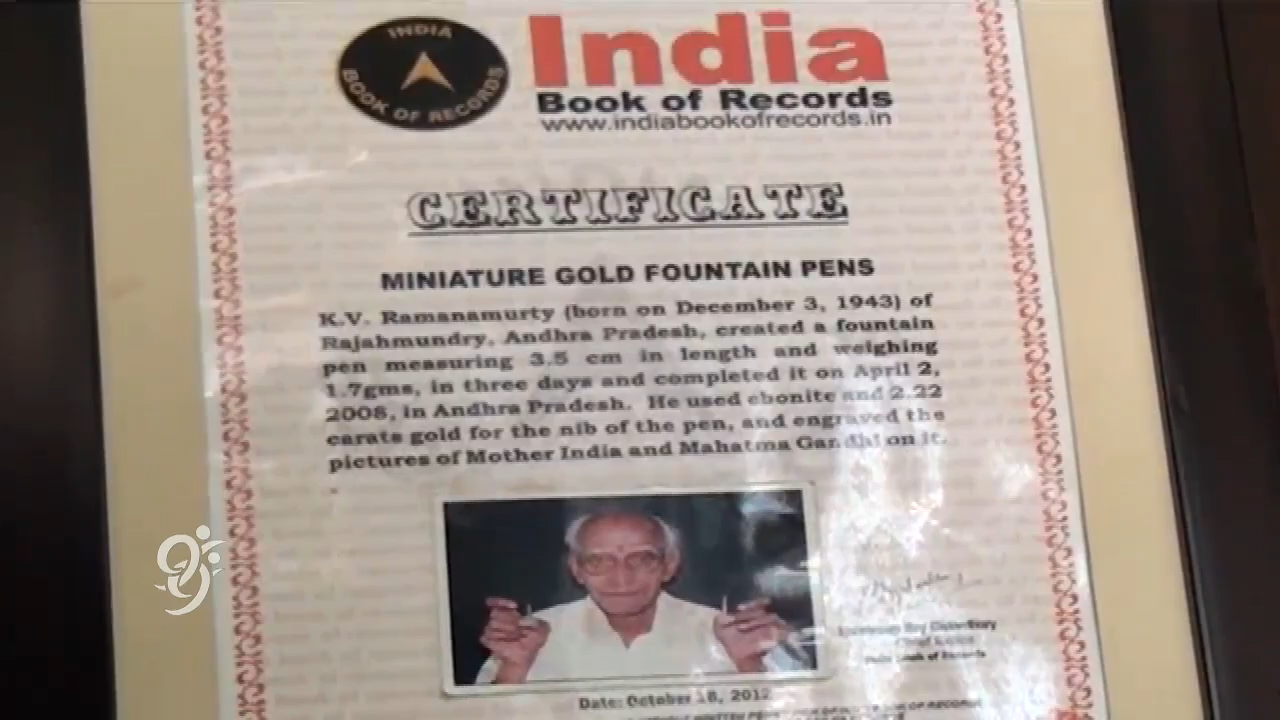 INDIA
BOOK OF RECORDS
India
Book of Records
www.indiabookofrecords.in
CERTIFICATE
MINIATURE GOLD FOUNTAIN PENS
K.V. Ramanamurty (born on December 3, 1943) of
Rajahmundry, Andhra Pradesh, created a fountain
pen measuring 3.5 cm in length and weighing
1.7gms, in three days and completed it on April 2,
2008, in Andhra Pradesh. He used ebonite and 2.22
carats gold for the nib of the pen, and engraved the
pictures of Mother India and Mahatma Gandhi on it.
Roy Chowdhury
Chief Editor
India Book of Records
Date: October 18, 2012